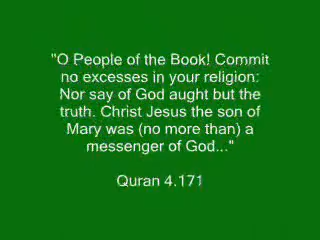 "O People of the Book! Commit
no excesses in your religion:
Nor say of God aught but the
truth. Christ Jesus the son of
Mary was (no more than) a
messenger of God..."
Quran 4.171